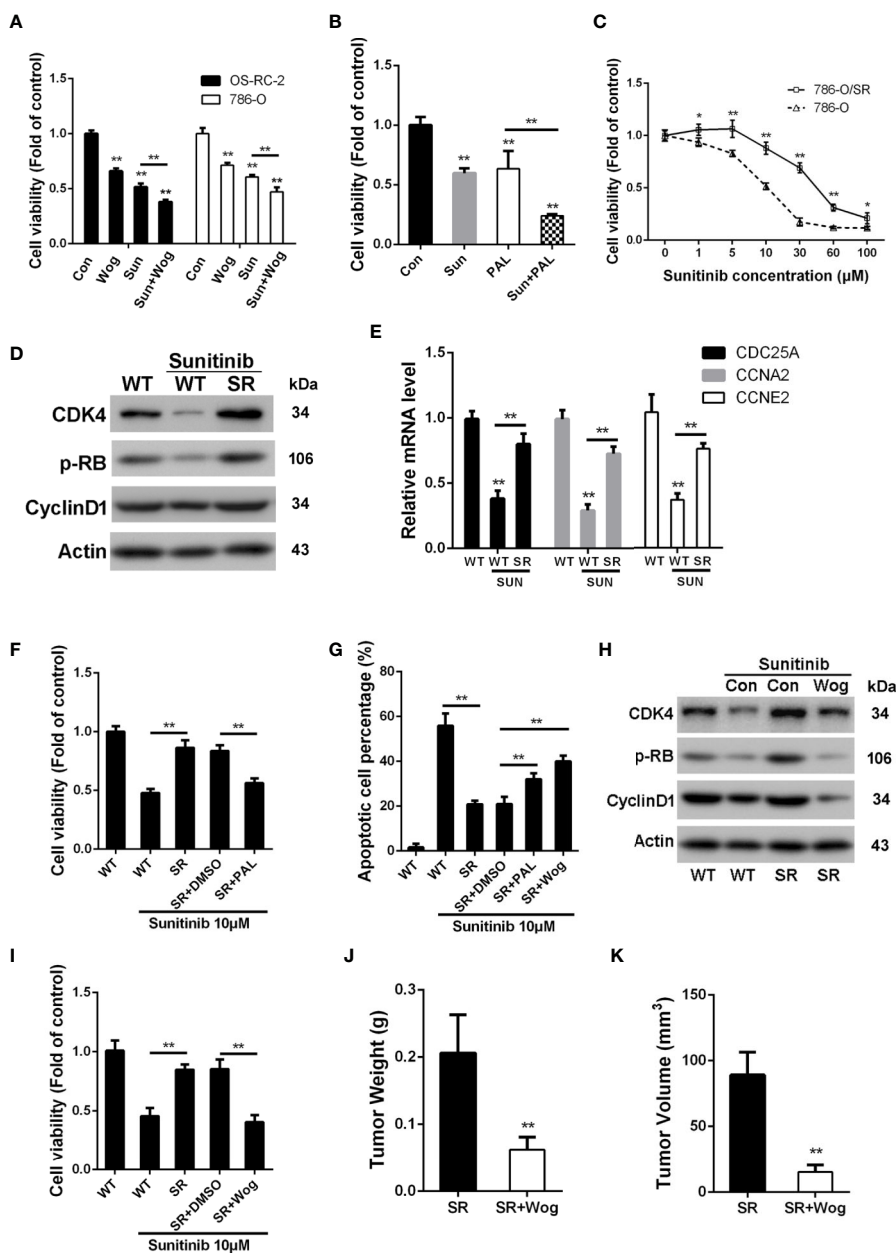 A
Cell viability (Fold of control)
1.5
1.0
0.5
0.0
OS-RC-2
786-O
**
**
**
**
**
**
**
**
Con
Wog
Sun
Sun+Wog
Con
Wog
Sun
Sun+Wog
B
Cell viability (Fold of control)
1.5
1.0
0.5
0.0
**
**
**
**
Con
Sun
PAL
Sun+PAL
C
Cell viability (Fold of control)
1.5
1.0
0.5
0.0
786-O/SR
786-O
*
**
**
**
**
*
0 1 5 10 30 60 100
Sunitinib concentration (µM)
D
Sunitinib
WT WT SR kDa
CDK4 34
p-RB 106
CyclinD1 34
Actin 43
E
Relative mRNA level
1.5
1.0
0.5
0.0
CDC25A
CCNA2
CCNE2
**
**
**
**
**
**
WT WT SR WT WT SR WT WT SR
SUN SUN SUN
F
Cell viability (Fold of control)
1.5
1.0
0.5
0.0
** **
WT
WT
SR
SR+DMSO
SR+PAL
Sunitinib 10µM
G
Apoptotic cell percentage (%)
80
60
40
20
0
**
**
**
WT
WT
SR
SR+DMSO
SR+PAL
SR+Wog
Sunitinib 10µM
H
Sunitinib
Con Con Wog kDa
CDK4 34
p-RB 106
CyclinD1 34
Actin 43
WT WT SR SR
I
Cell viability (Fold of control)
1.5
1.0
0.5
0.0
** **
WT
WT
SR
SR+DMSO
SR+Wog
Sunitinib 10µM
J
Tumor Weight (g)
0.3
0.2
0.1
0.0
**
SR SR+Wog
K
Tumor Volume (mm³)
150
100
50
0
**
SR SR+Wog